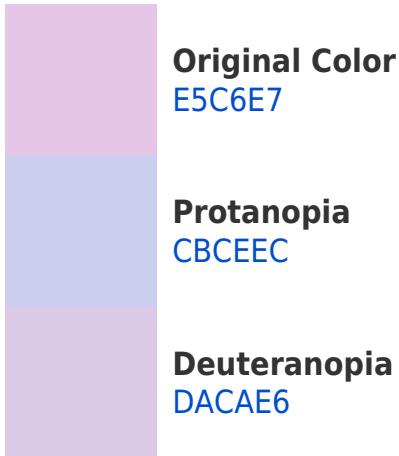 Original Color
E5C6E7
Protanopia
CBCEEC
Deuteranopia
DACAE6